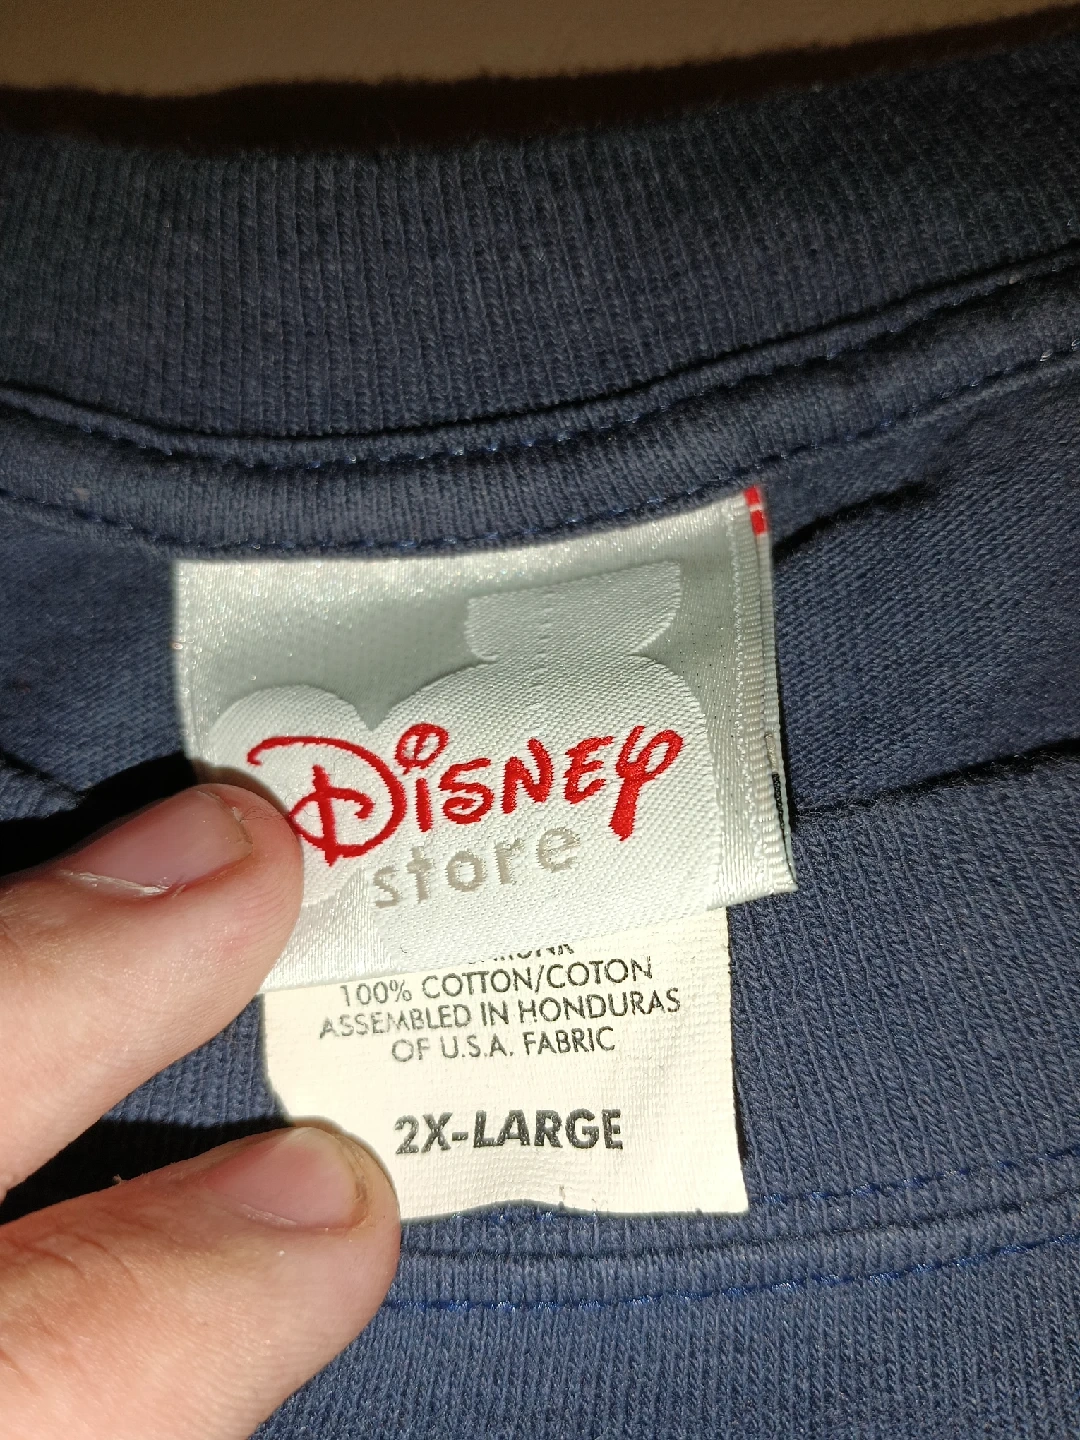 Disney
store
100% COTTON/COTON
ASSEMBLED IN HONDURAS
OF U.S.A. FABRIC
2X-LARGE